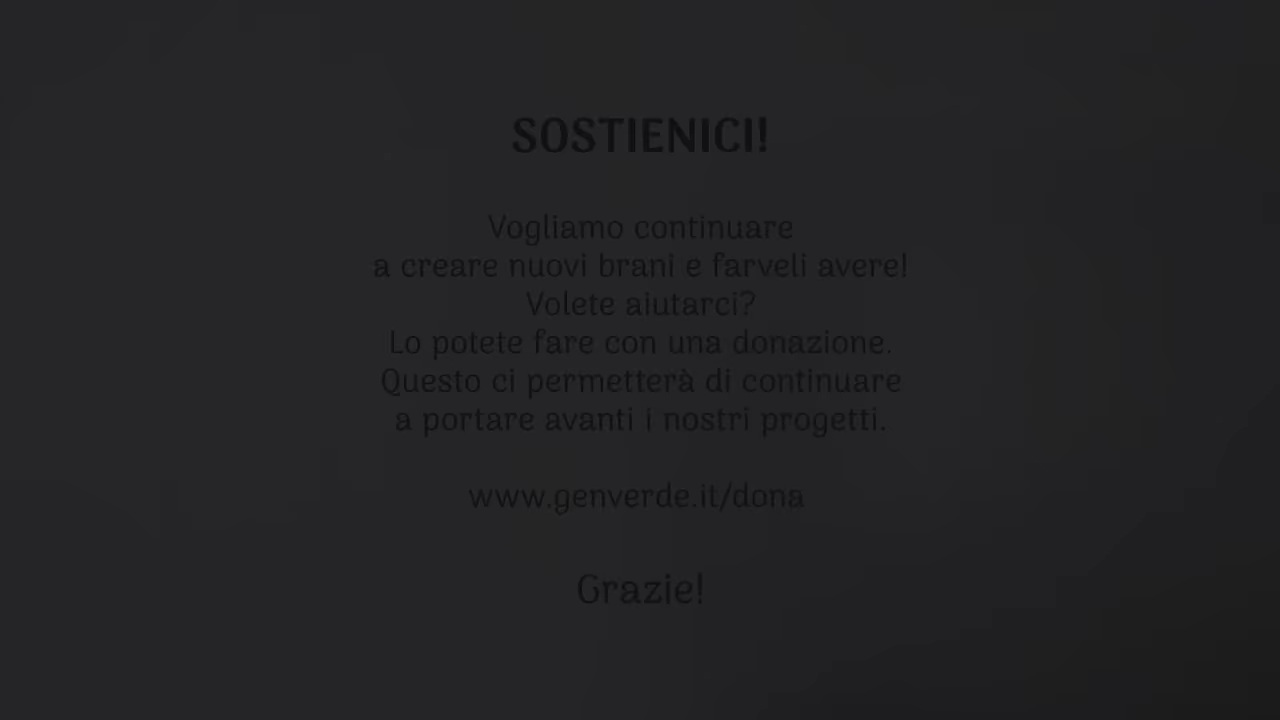 SOSTIENICI!
Vogliamo continuare
a creare nuovi brani e farveli avere!
Volete aiutarci?
Lo potete fare con una donazione.
Questo ci permetterà di continuare
a portare avanti i nostri progetti.
www.genverde.it/dona
Grazie!